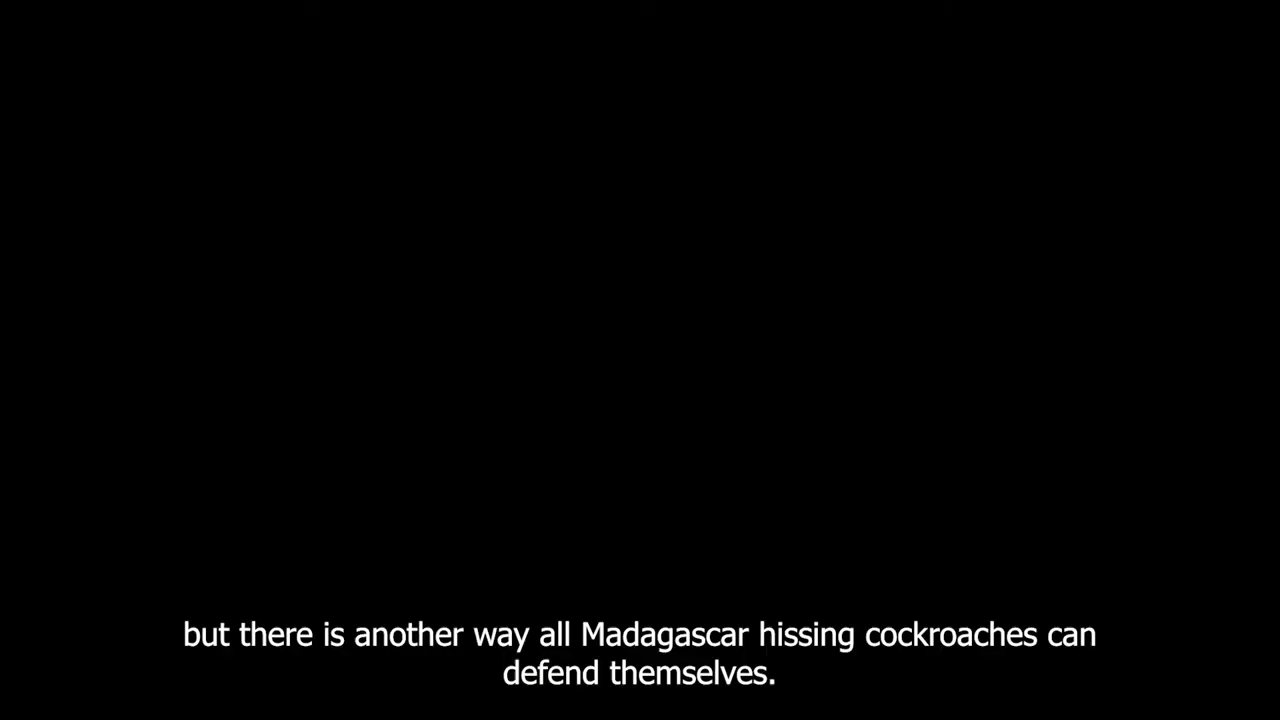 but there is another way all Madagascar hissing cockroaches can
defend themselves.